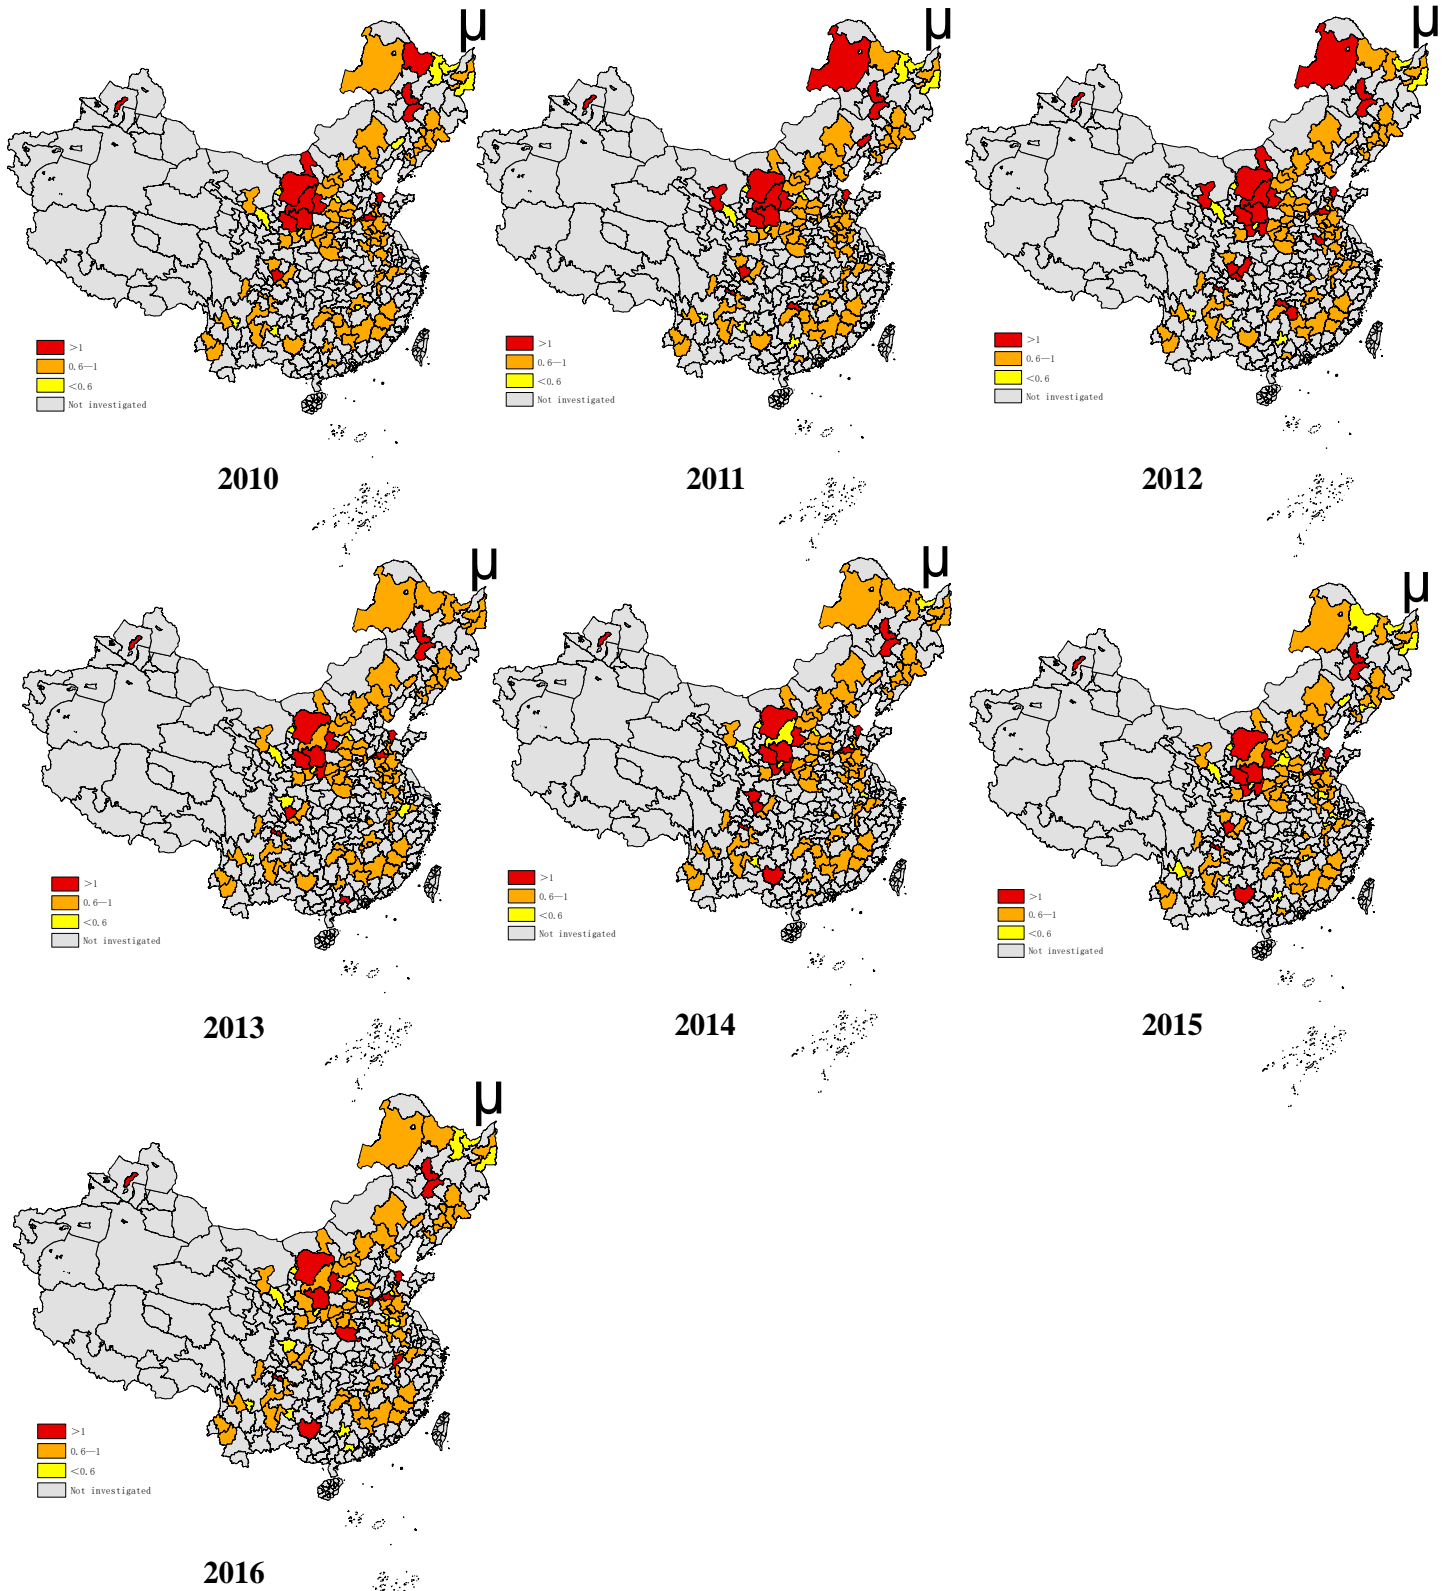 μ
μ
μ
>1
0.6—1
<0.6
Not investigated
>1
0.6—1
<0.6
Not investigated
>1
0.6—1
<0.6
Not investigated
2010
2011
2012
μ
μ
μ
>1
0.6—1
<0.6
Not investigated
>1
0.6—1
<0.6
Not investigated
>1
0.6—1
<0.6
Not investigated
2013
2014
2015
μ
>1
0.6—1
<0.6
Not investigated
2016